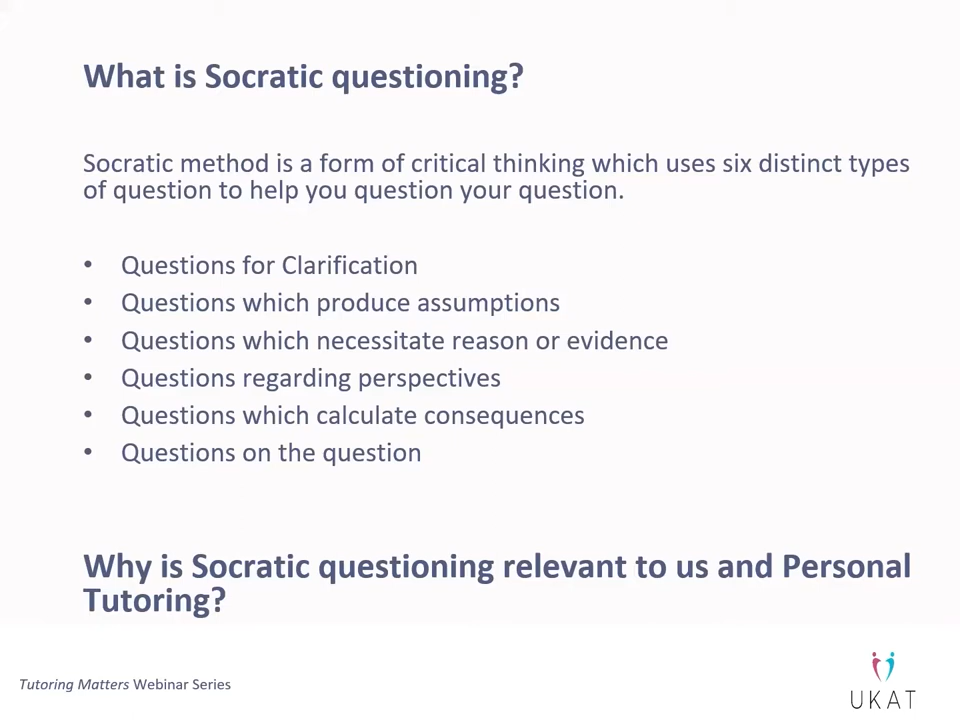 What is Socratic questioning?
Socratic method is a form of critical thinking which uses six distinct types
of question to help you question your question.
• Questions for Clarification
• Questions which produce assumptions
• Questions which necessitate reason or evidence
• Questions regarding perspectives
• Questions which calculate consequences
• Questions on the question
Why is Socratic questioning relevant to us and Personal
Tutoring?
Tutoring Matters Webinar Series
UKAT